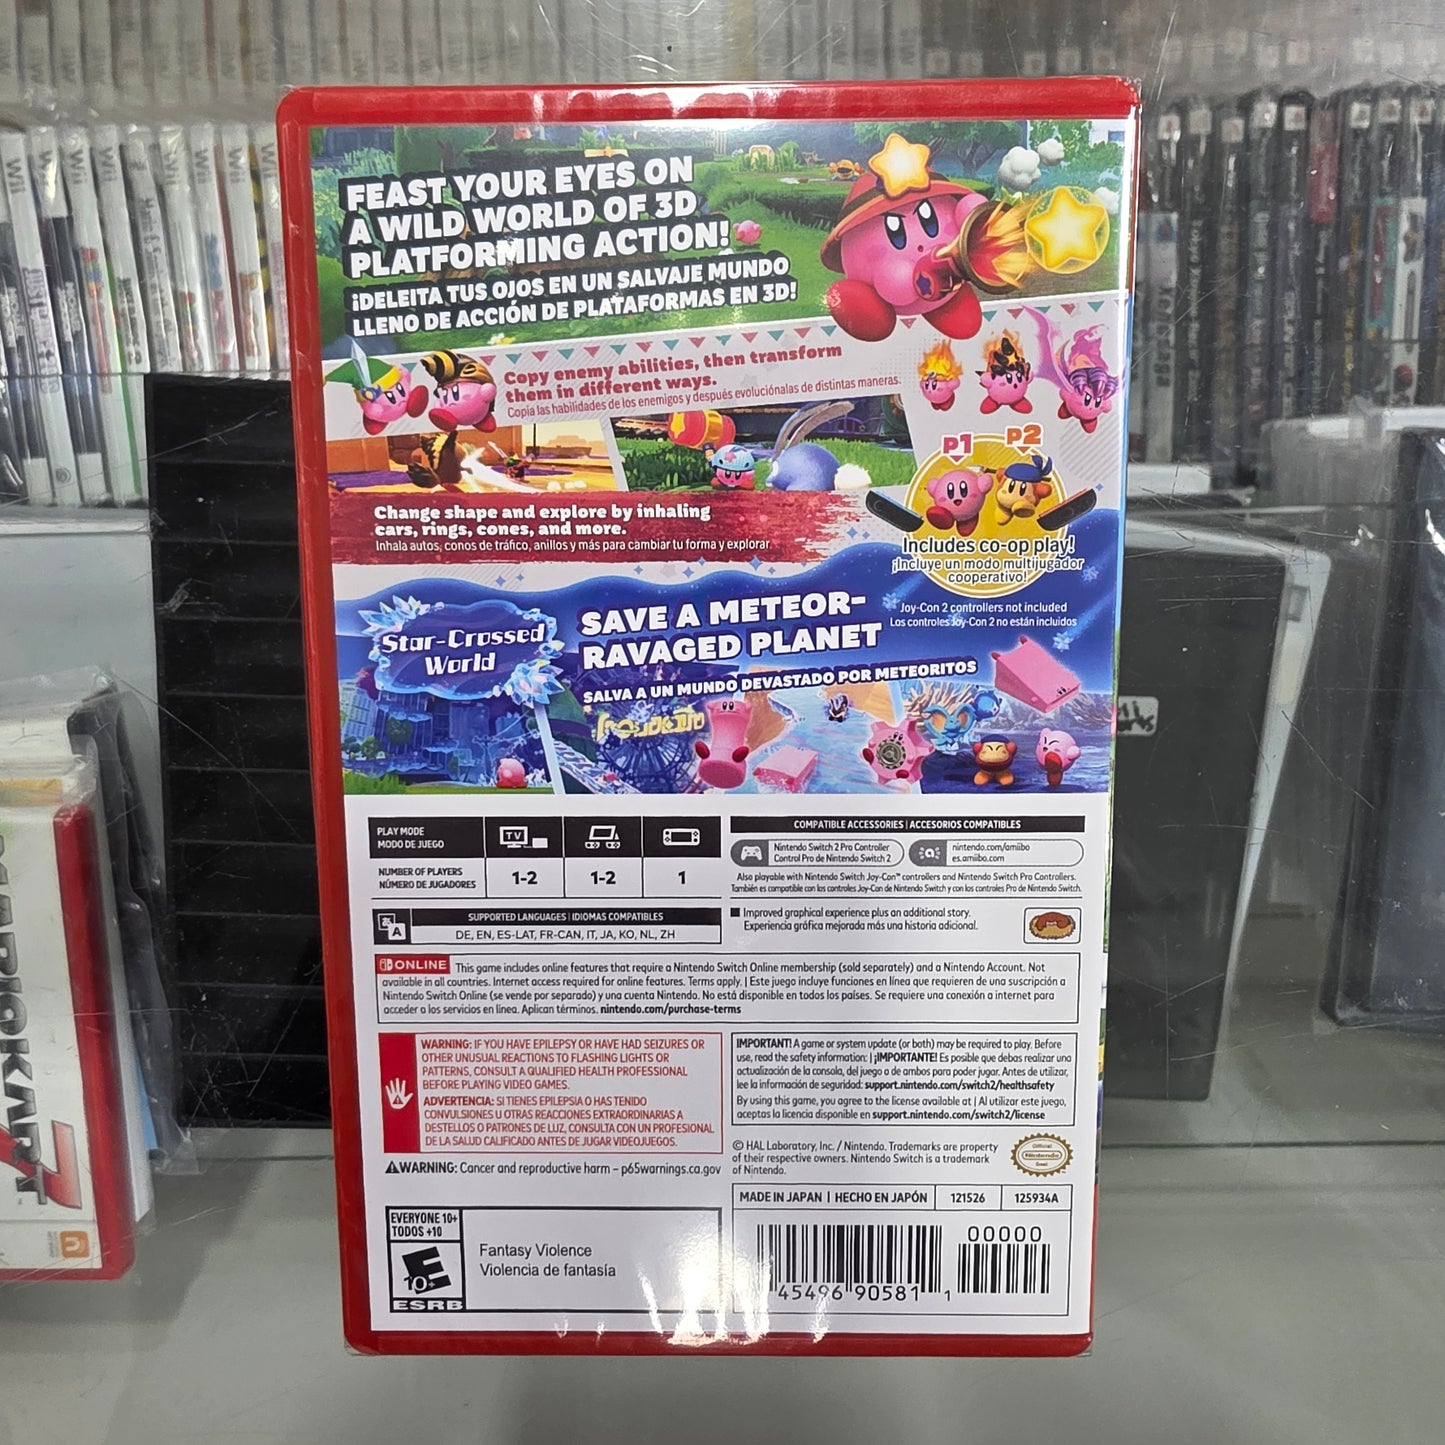 FEAST YOUR EYES ON
A WILD WORLD OF 3D
PLATFORMING ACTION!
¡DELEITA TUS OJOS EN UN SALVAJE MUNDO
LLENO DE ACCIÓN DE PLATAFORMAS EN 3D!
Copy enemy abilities, then transform
them in different ways.
Copia las habilidades de los enemigos y después evoluciónalas de distintas maneras.
P1 P2
Change shape and explore by inhaling
cars, rings, cones, and more.
Inhala autos, conos de tráfico, anillos y más para cambiar tu forma y explorar.
Includes co-op play!
¡Incluye un modo multijugador
cooperativo!
Joy-Con 2 controllers not included
Los controles Joy-Con 2 no están incluidos
Star-Crossed
World
SAVE A METEOR-
RAVAGED PLANET
SALVA A UN MUNDO DEVASTADO POR METEORITOS
PLAY MODE
MODO DE JUEGO
TV
NUMBER OF PLAYERS
NÚMERO DE JUGADORES
1-2
1-2
1
COMPATIBLE ACCESSORIES | ACCESORIOS COMPATIBLES
Nintendo Switch 2 Pro Controller
Control Pro de Nintendo Switch 2
nintendo.com/amiibo
es.amiibo.com
Also playable with Nintendo Switch Joy-Con™ controllers and Nintendo Switch Pro Controllers.
También es compatible con los controles Joy-Con de Nintendo Switch y con los controles Pro de Nintendo Switch.
SUPPORTED LANGUAGES | IDIOMAS COMPATIBLES
DE, EN, ES-LAT, FR-CAN, IT, JA, KO, NL, ZH
Improved graphical experience plus an additional story.
Experiencia gráfica mejorada más una historia adicional.
ONLINE This game includes online features that require a Nintendo Switch Online membership (sold separately) and a Nintendo Account. Not
available in all countries. Internet access required for online features. Terms apply. | Este juego incluye funciones en línea que requieren de una suscripción a
Nintendo Switch Online (se vende por separado) y una cuenta Nintendo. No está disponible en todos los países. Se requiere una conexión a internet para
acceder a los servicios en línea. Aplican términos. nintendo.com/purchase-terms
WARNING: IF YOU HAVE EPILEPSY OR HAVE HAD SEIZURES OR
OTHER UNUSUAL REACTIONS TO FLASHING LIGHTS OR
PATTERNS, CONSULT A QUALIFIED HEALTH PROFESSIONAL
BEFORE PLAYING VIDEO GAMES.
ADVERTENCIA: SI TIENES EPILEPSIA O HAS TENIDO
CONVULSIONES U OTRAS REACCIONES EXTRAORDINARIAS A
DESTELLOS O PATRONES DE LUZ, CONSULTA CON UN PROFESIONAL
DE LA SALUD CALIFICADO ANTES DE JUGAR VIDEOJUEGOS.
WARNING: Cancer and reproductive harm – p65warnings.ca.gov
IMPORTANT! A game or system update (or both) may be required to play. Before
use, read the safety information: | ¡IMPORTANTE! Es posible que debas realizar una
actualización de la consola, del juego o de ambos para poder jugar. Antes de utilizar,
lee la información de seguridad: support.nintendo.com/switch2/healthsafety
By using this game, you agree to the license available at | Al utilizar este juego,
aceptas la licencia disponible en support.nintendo.com/switch2/license
© HAL Laboratory, Inc. / Nintendo. Trademarks are property
of their respective owners. Nintendo Switch is a trademark
of Nintendo.
Official
Nintendo
Seal
MADE IN JAPAN | HECHO EN JAPÓN 121526 125934A
00000
45496 90581 1
EVERYONE 10+
TODOS +10
E
10+
ESRB
Fantasy Violence
Violencia de fantasía
MARIOKART 7
Wii
Wii
Wii
Wii
Wii
Wii
Wii